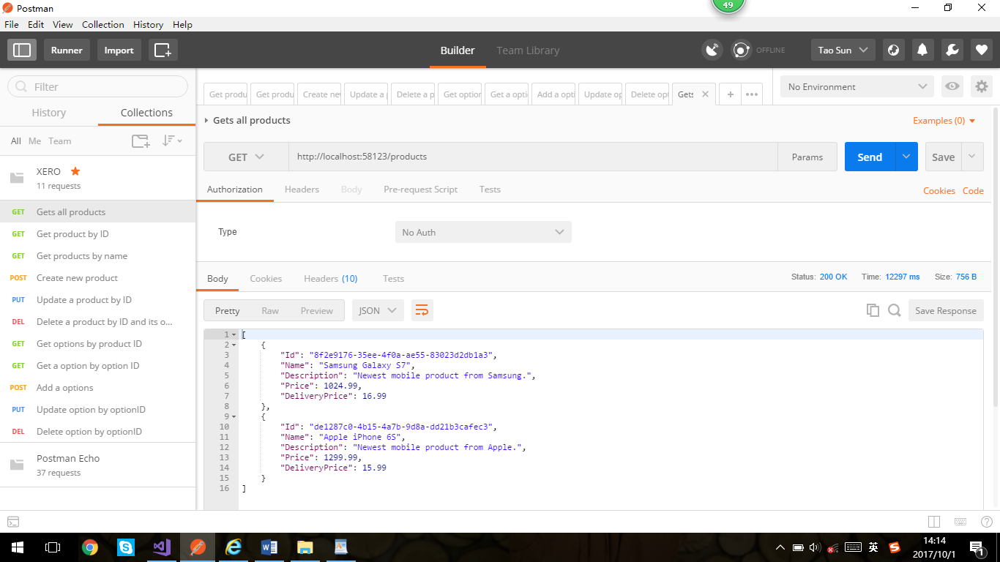 Postman
49
File Edit View Collection History Help
Runner Import Builder Team Library OFFLINE Tao Sun
Filter
History Collections
All Me Team
XERO
11 requests
GET Gets all products
GET Get product by ID
GET Get products by name
POST Create new product
PUT Update a product by ID
DEL Delete a product by ID and its o...
GET Get options by product ID
GET Get a option by option ID
POST Add a options
PUT Update option by optionID
DEL Delete option by optionID
Postman Echo
37 requests
Get produ Get produ Create nev Update a p Delete a p Get option Get a opti Add a opti Update op Delete opt Gets + •••
No Environment
Gets all products Examples (0)
GET http://localhost:58123/products Params Send Save
Authorization Headers Body Pre-request Script Tests Cookies Code
Type No Auth
Body Cookies Headers (10) Tests Status: 200 OK Time: 12297 ms Size: 756 B
Pretty Raw Preview JSON Save Response
1 [
2 {
3 "Id": "8f2e9176-35ee-4f0a-ae55-83023d2db1a3",
4 "Name": "Samsung Galaxy S7",
5 "Description": "Newest mobile product from Samsung.",
6 "Price": 1024.99,
7 "DeliveryPrice": 16.99
8 },
9 {
10 "Id": "de1287c0-4b15-4a7b-9d8a-dd21b3cafec3",
11 "Name": "Apple iPhone 6S",
12 "Description": "Newest mobile product from Apple.",
13 "Price": 1299.99,
14 "DeliveryPrice": 15.99
15 }
16 ]
英 14:14
2017/10/1 1